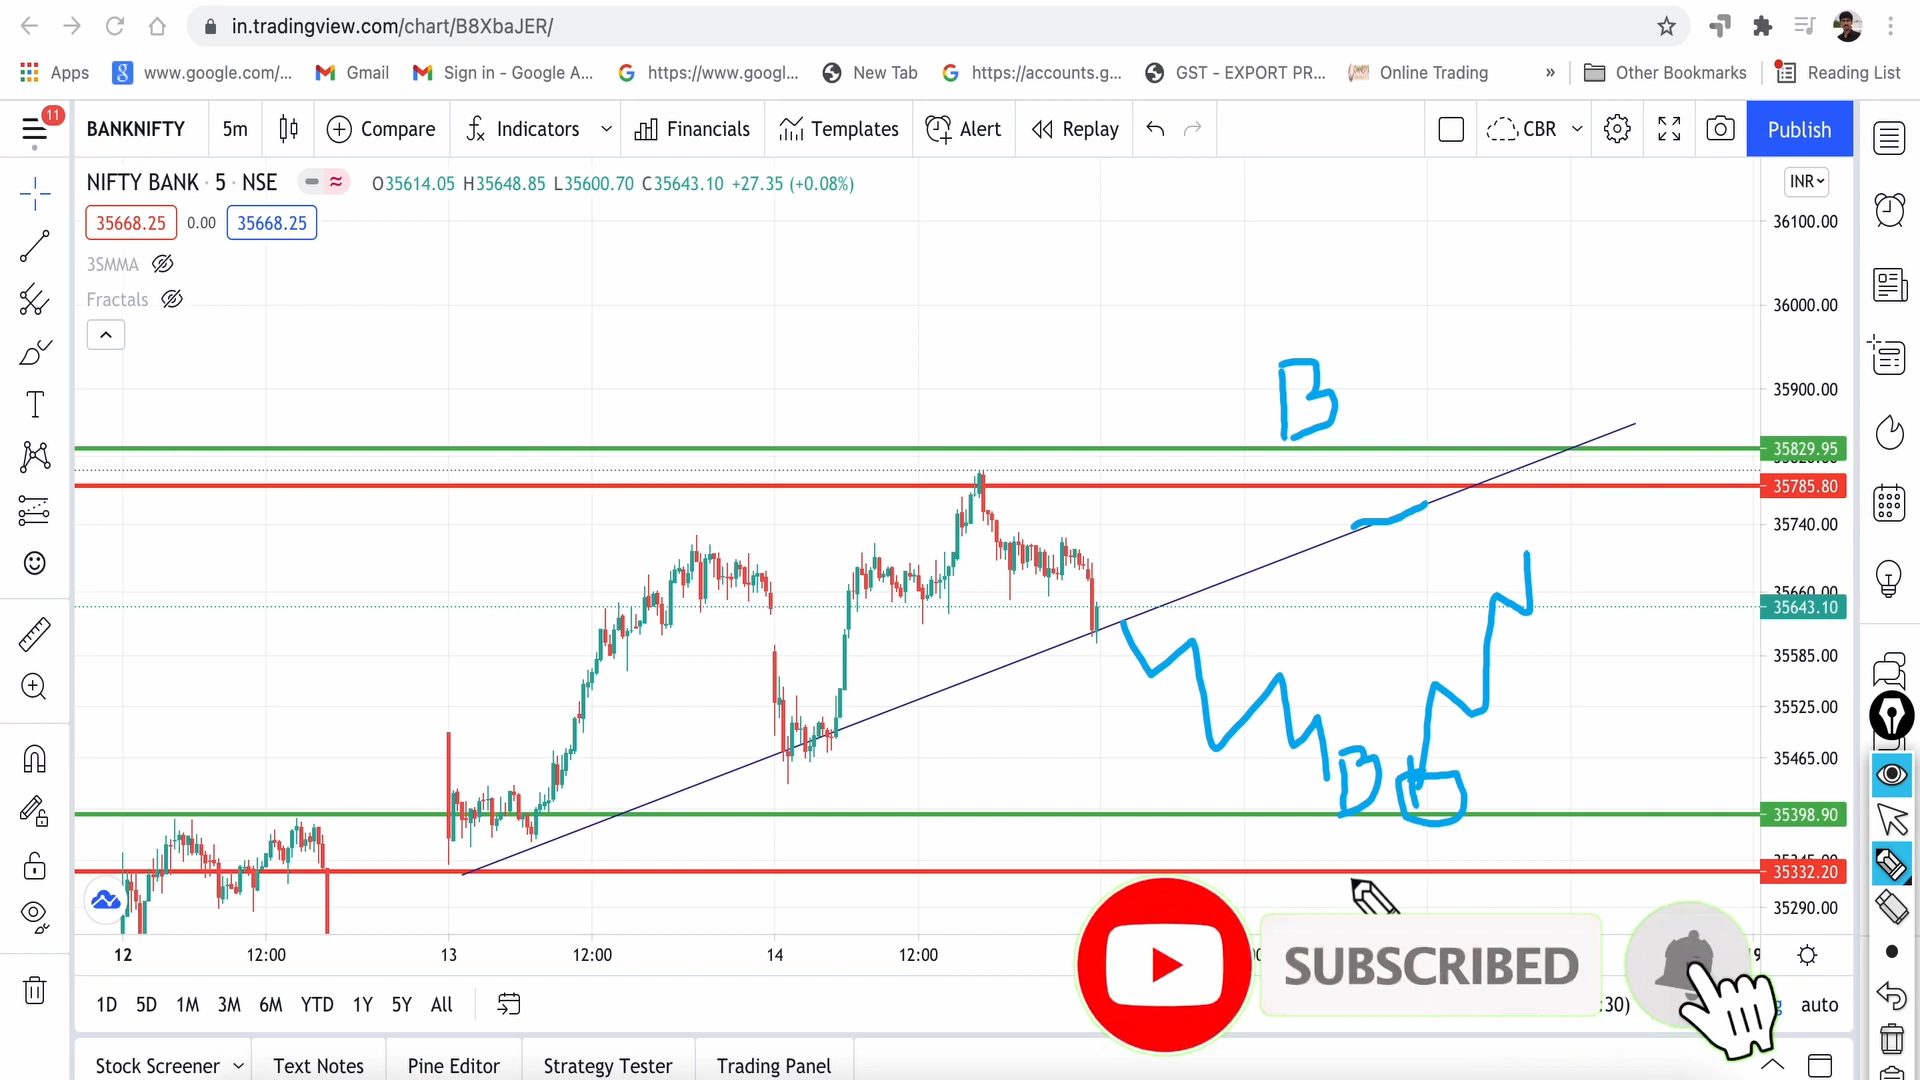 in.tradingview.com/chart/B8XbaJER/
Apps www.google.com/... Gmail Sign in - Google A... https://www.googl... New Tab https://accounts.g... GST - EXPORT PR... Online Trading » Other Bookmarks Reading List
11
BANKNIFTY 5m Compare Indicators Financials Templates Alert Replay CBR Publish
NIFTY BANK · 5 · NSE O35614.05 H35648.85 L35600.70 C35643.10 +27.35 (+0.08%)
INR
35668.25 0.00 35668.25
36100.00
3SMMA
Fractals
36000.00
35900.00
B
35829.95
35785.80
35740.00
35660.00
35643.10
35585.00
35525.00
35465.00
B
35398.90
35332.20
35290.00
12 12:00 13 12:00 14 12:00
SUBSCRIBED
1D 5D 1M 3M 6M YTD 1Y 5Y All
:30) auto
Stock Screener Text Notes Pine Editor Strategy Tester Trading Panel